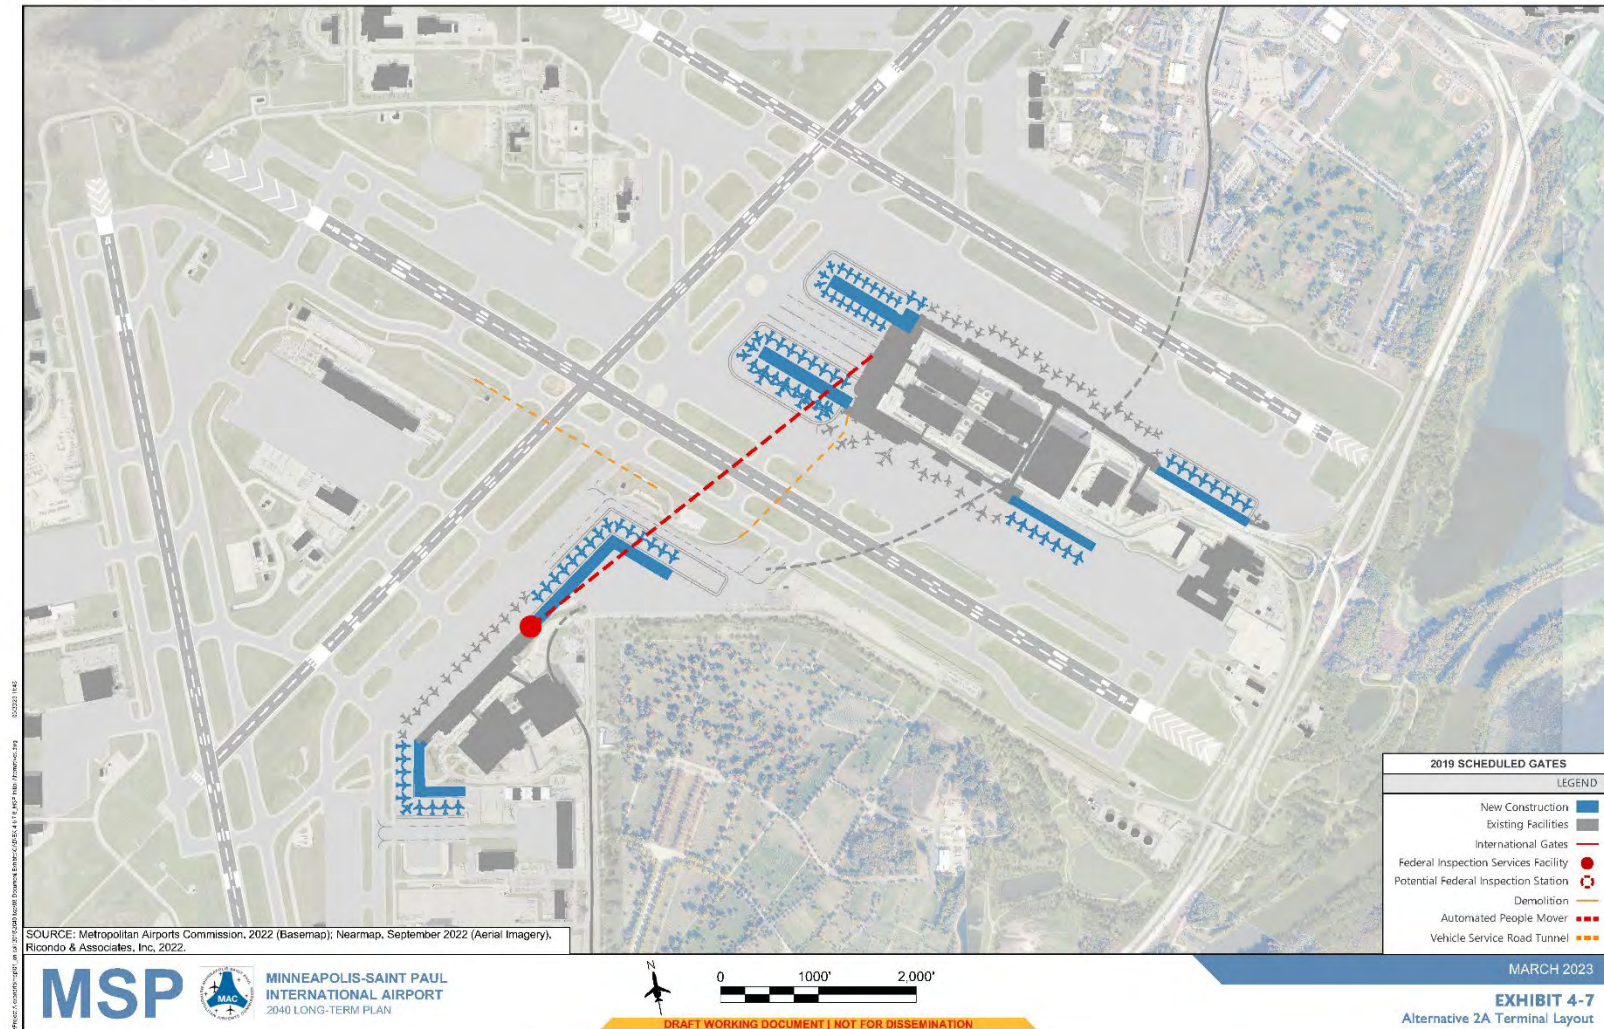 2019 SCHEDULED GATES
LEGEND
New Construction
Existing Facilities
International Gates
Federal Inspection Services Facility
Potential Federal Inspection Station
Demolition
Automated People Mover
Vehicle Service Road Tunnel
SOURCE: Metropolitan Airports Commission, 2022 (Basemap); Nearmap, September 2022 (Aerial Imagery),
Ricondo & Associates, Inc, 2022.
MSP
MAC
MINNEAPOLIS-SAINT PAUL
INTERNATIONAL AIRPORT
2040 LONG-TERM PLAN
N
0 1000' 2,000'
DRAFT WORKING DOCUMENT | NOT FOR DISSEMINATION
MARCH 2023
EXHIBIT 4-7
Alternative 2A Terminal Layout